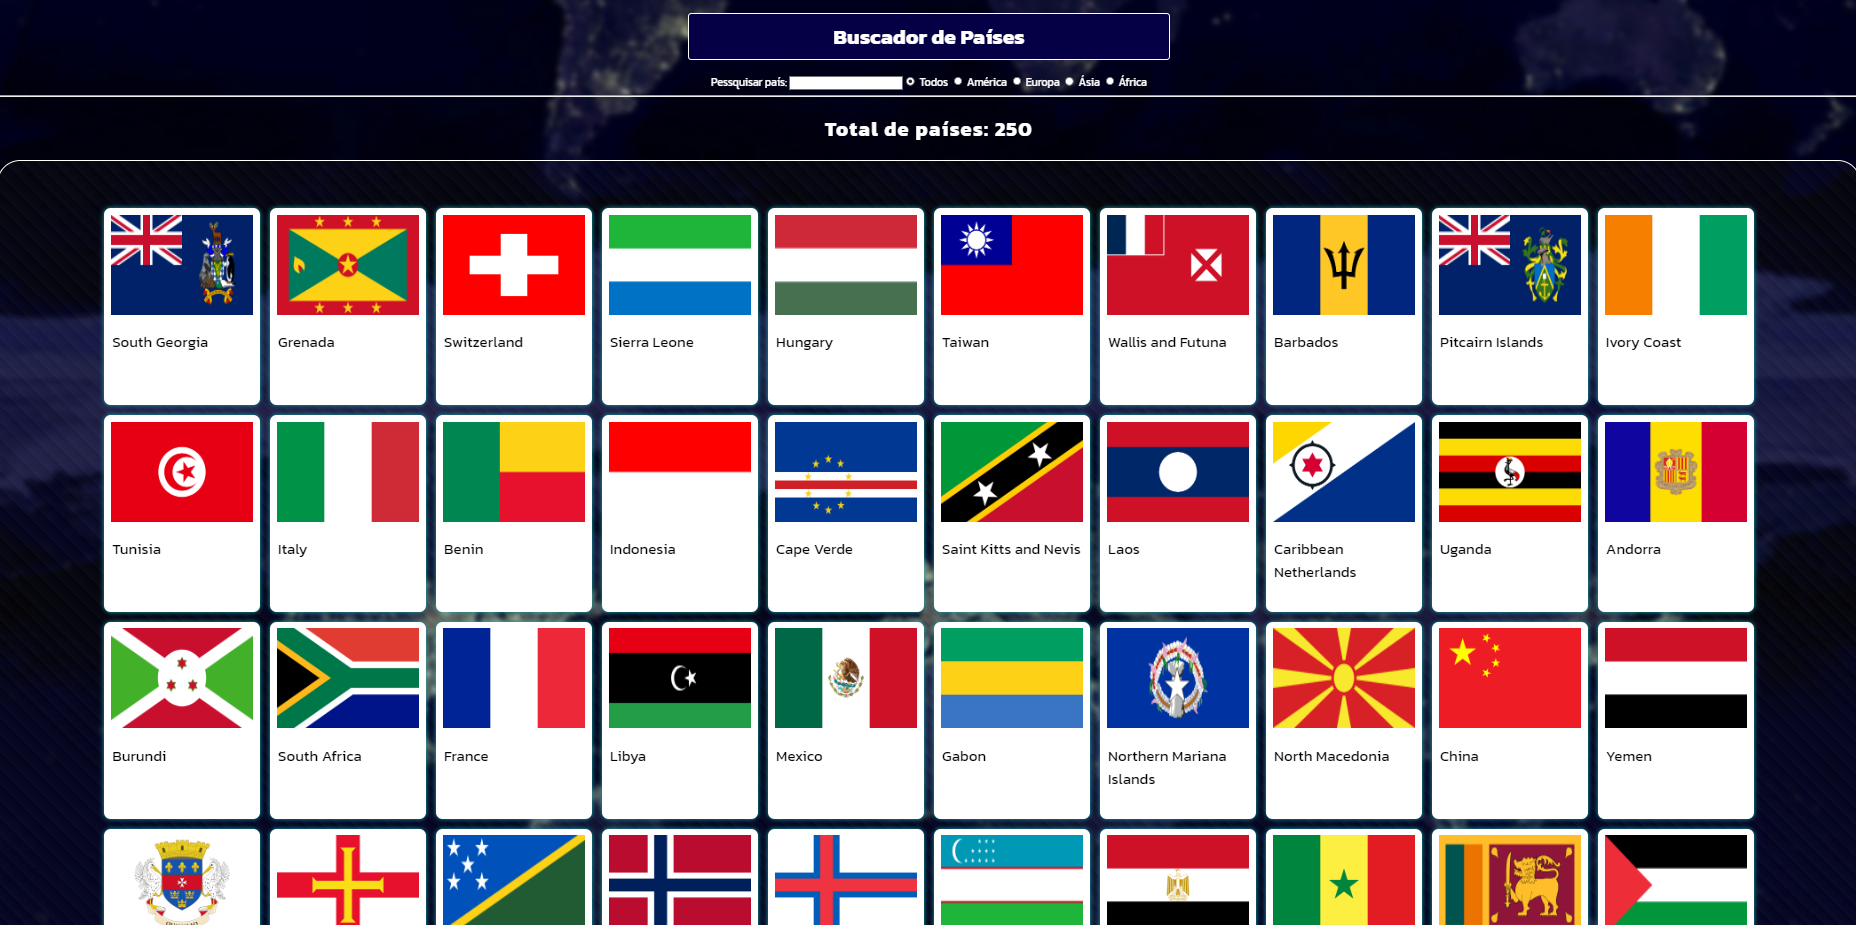 Buscador de Países
Pessquisar país: Todos América Europa Ásia África
Total de países: 250
South Georgia
Grenada
Switzerland
Sierra Leone
Hungary
Taiwan
Wallis and Futuna
Barbados
Pitcairn Islands
Ivory Coast
Tunisia
Italy
Benin
Indonesia
Cape Verde
Saint Kitts and Nevis
Laos
Caribbean
Netherlands
Uganda
Andorra
Burundi
South Africa
France
Libya
Mexico
Gabon
Northern Mariana
Islands
North Macedonia
China
Yemen